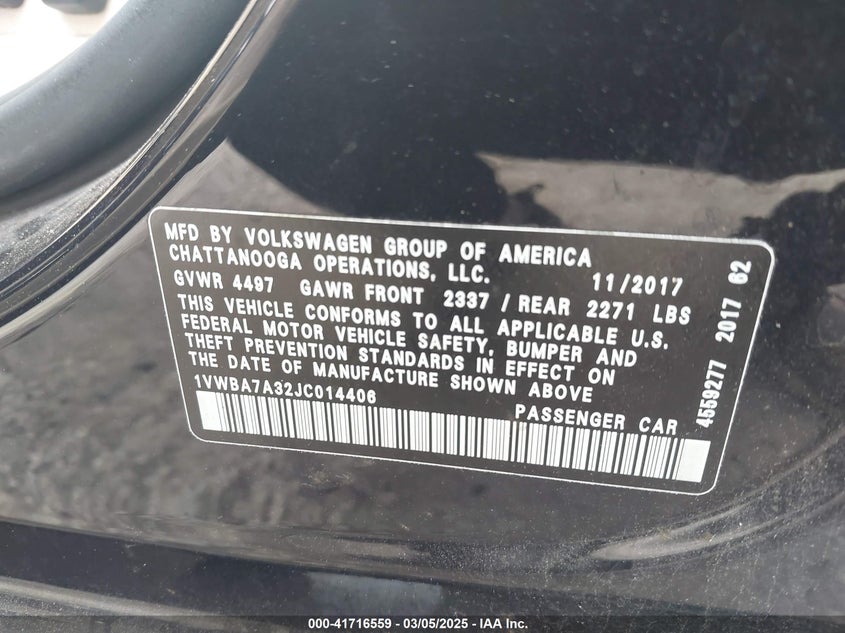 MFD BY VOLKSWAGEN GROUP OF AMERICA
CHATTANOOGA OPERATIONS, LLC. 11/2017
GVWR 4497 GAWR FRONT 2337 / REAR 2271 LBS
THIS VEHICLE CONFORMS TO ALL APPLICABLE U.S.
FEDERAL MOTOR VEHICLE SAFETY, BUMPER AND
THEFT PREVENTION STANDARDS IN EFFECT ON
THE DATE OF MANUFACTURE SHOWN ABOVE
1VWBA7A32JC014406 PASSENGER CAR
4559277 2017 62
000-41716559 - 03/05/2025 - IAA Inc.